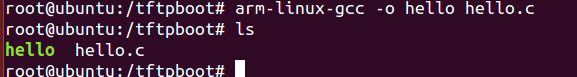 root@ubuntu:/tftpboot# arm-linux-gcc -o hello hello.c
root@ubuntu:/tftpboot# ls
hello  hello.c
root@ubuntu:/tftpboot#